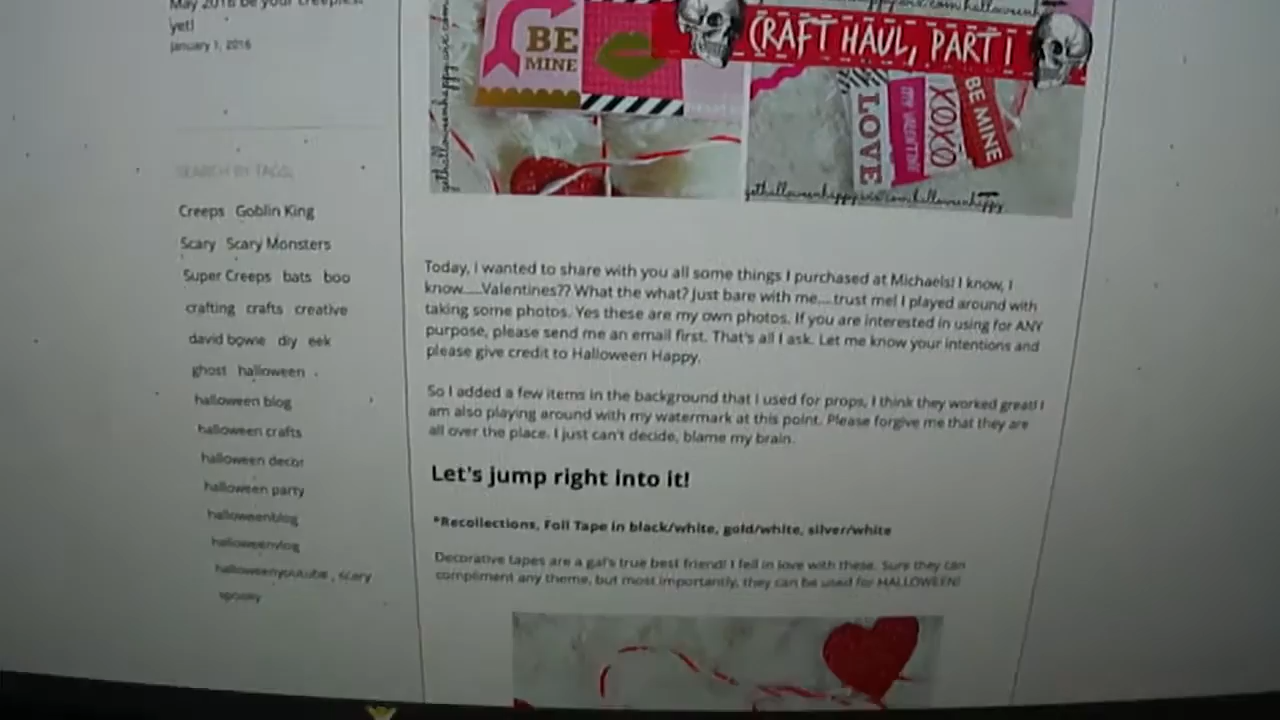 May 2016 be your creepiest
yet!
January 1, 2016
SEARCH BY TAGS:
Creeps Goblin King
Scary Scary Monsters
Super Creeps bats boo
crafting crafts creative
david bowie diy eek
ghost halloween
halloween blog
halloween crafts
halloween decor
halloween party
halloweenblog
halloweenvlog
halloweenyoutube , scary
spooky
BE
MINE
CRAFT HAUL, PART I
LOVE
MY VALENTINE
XOXO
BE MINE
Today, I wanted to share with you all some things I purchased at Michaels! I know, I
know.....Valentines?? What the what? Just bare with me....trust me! I played around with
taking some photos. Yes these are my own photos. If you are interested in using for ANY
purpose, please send me an email first. That's all I ask. Let me know your intentions and
please give credit to Halloween Happy.
So I added a few items in the background that I used for props, I think they worked great! I
am also playing around with my watermark at this point. Please forgive me that they are
all over the place. I just can't decide, blame my brain.
Let's jump right into it!
*Recollections, Foil Tape in black/white, gold/white, silver/white
Decorative tapes are a gal's true best friend! I fell in love with these. Sure they can
compliment any theme, but most importantly, they can be used for HALLOWEEN!